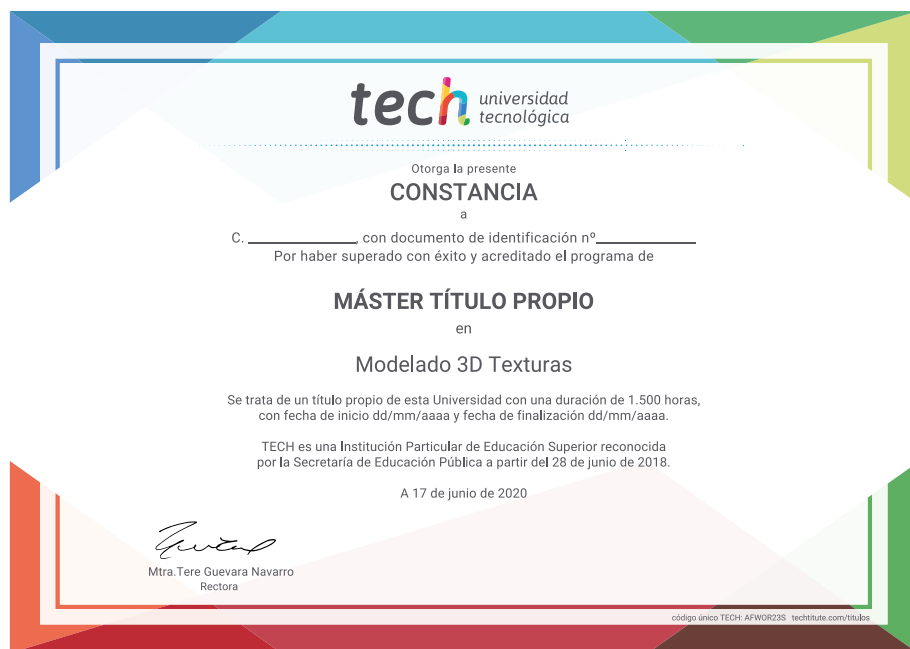 tech universidad
tecnológica
Otorga la presente
CONSTANCIA
a
C. ____________, con documento de identificación nº____________
Por haber superado con éxito y acreditado el programa de
MÁSTER TÍTULO PROPIO
en
Modelado 3D Texturas
Se trata de un título propio de esta Universidad con una duración de 1.500 horas,
con fecha de inicio dd/mm/aaaa y fecha de finalización dd/mm/aaaa.
TECH es una Institución Particular de Educación Superior reconocida
por la Secretaría de Educación Pública a partir del 28 de junio de 2018.
A 17 de junio de 2020
Mtra.Tere Guevara Navarro
Rectora
código único TECH: AFWOR23S techtitute.com/titulos